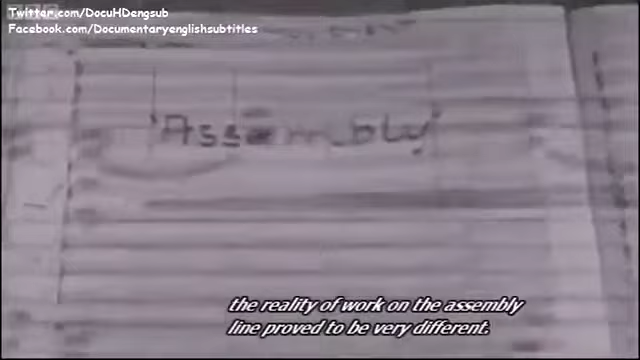 Twitter.com/DocuHDengsub
Facebook.com/Documentaryenglishsubtitles
'Assembly'
the reality of work on the assembly
line proved to be very different.